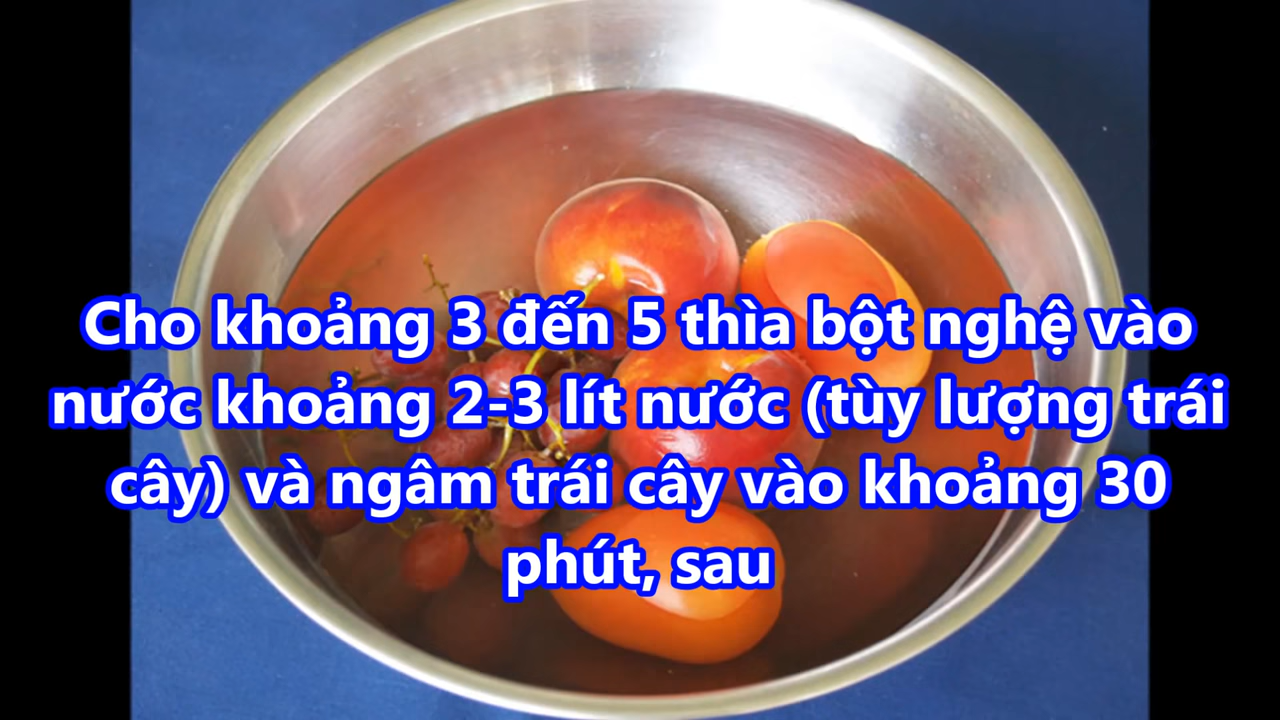 Cho khoảng 3 đến 5 thìa bột nghệ vào
nước khoảng 2-3 lít nước (tùy lượng trái
cây) và ngâm trái cây vào khoảng 30
phút, sau